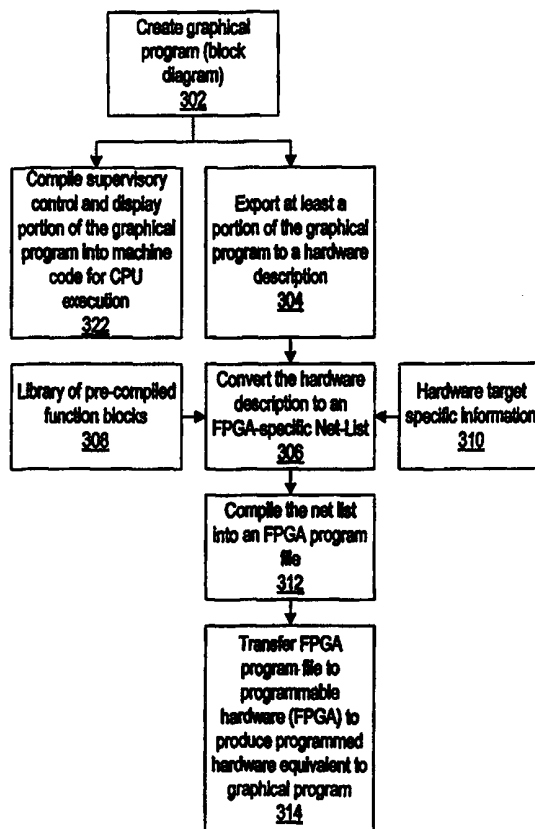 Create graphical
program (block
diagram)
302
Compile supervisory
control and display
portion of the graphical
program into machine
code for CPU
execution
322
Export at least a
portion of the graphical
program to a hardware
description
304
Library of pre-compiled
function blocks
308
Convert the hardware
description to an
FPGA-specific Net-List
306
Hardware target
specific information
310
Compile the net list
into an FPGA program
file
312
Transfer FPGA
program file to
programmable
hardware (FPGA) to
produce programmed
hardware equivalent to
graphical program
314